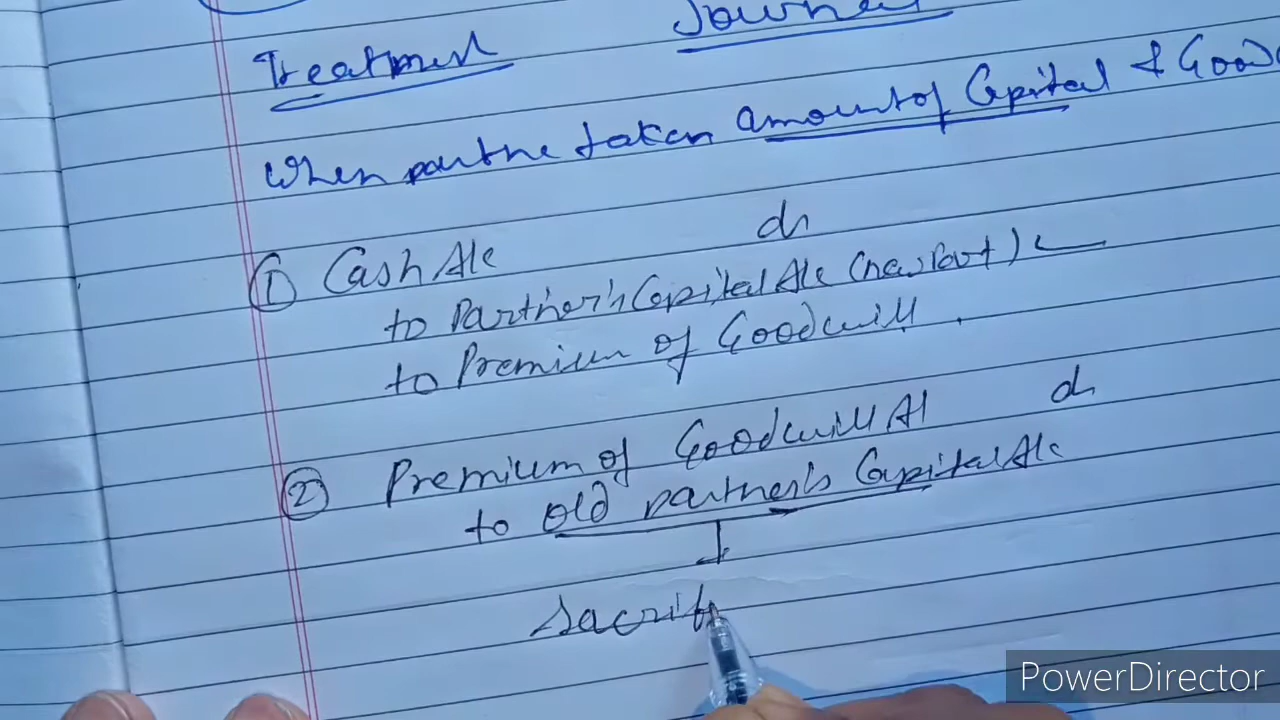 Journal
Treatment
When partne taken amount of Capital & Good
① Cash A/c dr
to Partner's Capital A/c (new Part)
to Premium of Goodwill.
② Premium of Goodwill A/ dr
to Old partner's Capital A/c
Sacrif
PowerDirector